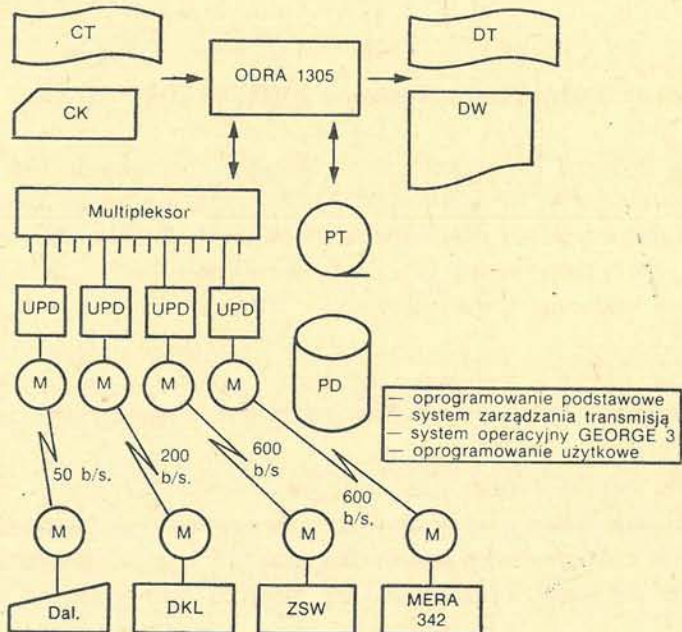 CT
DT
ODRA 1305
CK
DW
Multipleksor
PT
UPD
UPD
UPD
UPD
M
M
M
M
PD
— oprogramowanie podstawowe
— system zarządzania transmisją
— system operacyjny GEORGE 3
— oprogramowanie użytkowe
50 b/s.
200
b/s.
600
b/s
600
b/s.
M
M
M
M
Dal.
DKL
ZSW
MERA
342